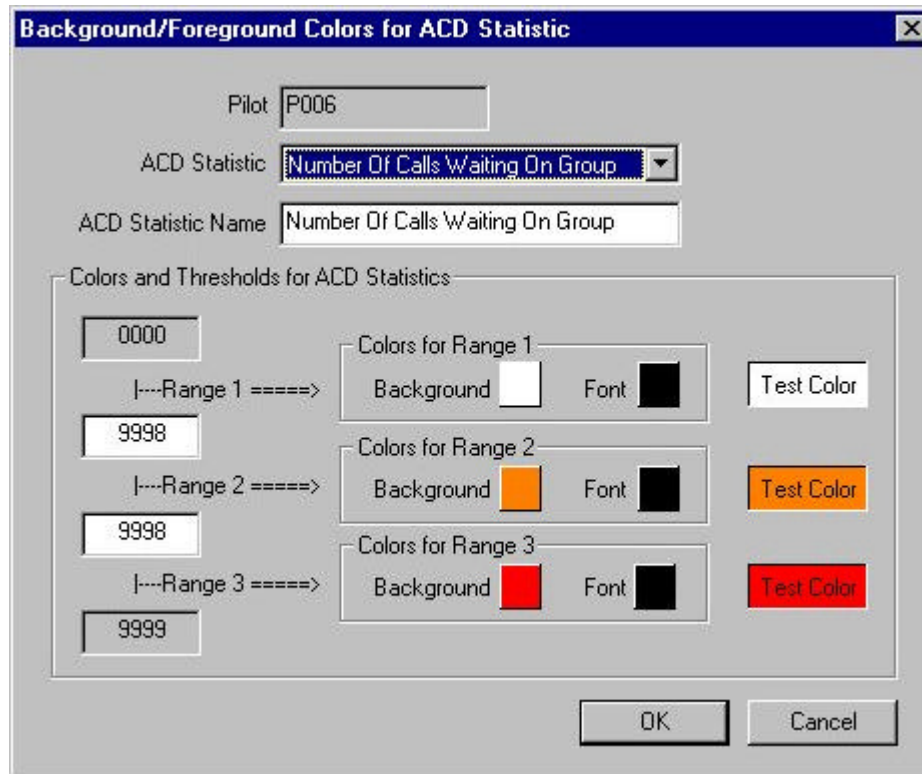 Background/Foreground Colors for ACD Statistic
Pilot P006
ACD Statistic Number Of Calls Waiting On Group
ACD Statistic Name Number Of Calls Waiting On Group
Colors and Thresholds for ACD Statistics
0000
Colors for Range 1
|---Range 1 =====> Background Font Test Color
9998
Colors for Range 2
|---Range 2 =====> Background Font Test Color
9998
Colors for Range 3
|---Range 3 =====> Background Font Test Color
9999
OK Cancel